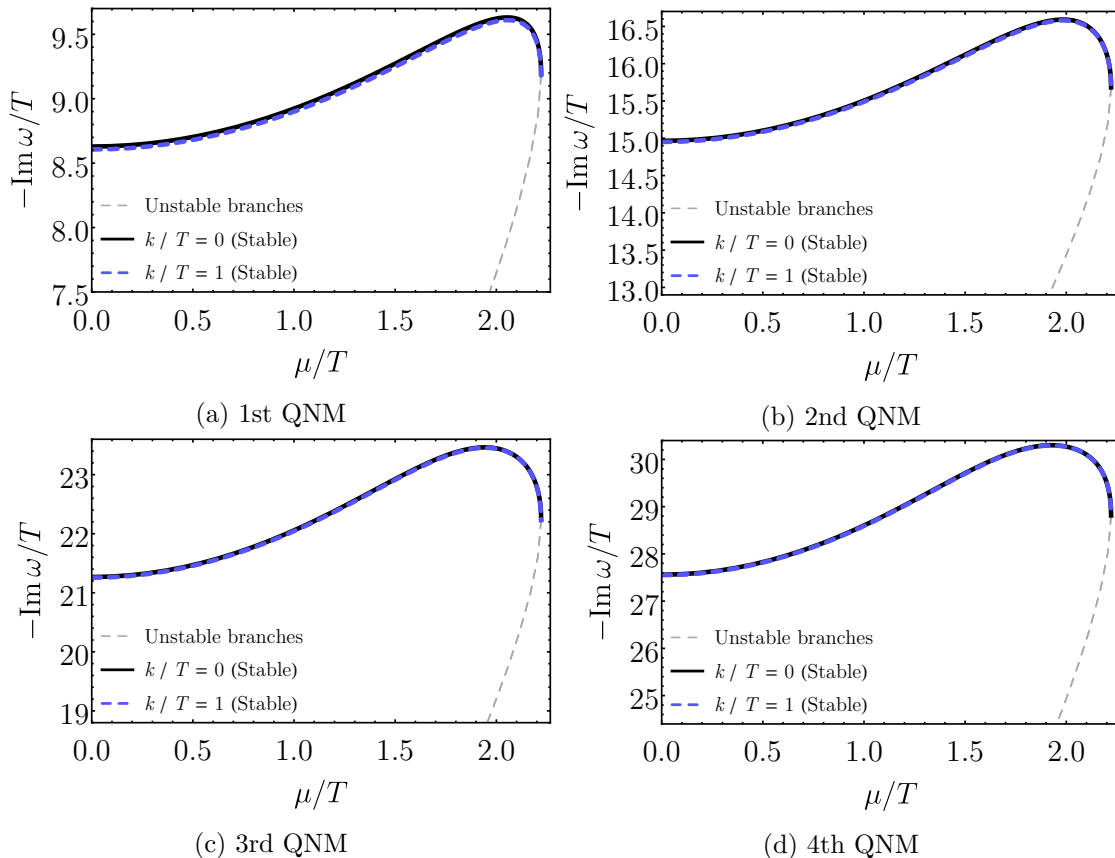 −Im ω/T
9.5
9.0
8.5
8.0
7.5
Unstable branches
k / T = 0 (Stable)
k / T = 1 (Stable)
0.0 0.5 1.0 1.5 2.0
μ/T
(a) 1st QNM
−Im ω/T
16.5
16.0
15.5
15.0
14.5
14.0
13.5
13.0
Unstable branches
k / T = 0 (Stable)
k / T = 1 (Stable)
0.0 0.5 1.0 1.5 2.0
μ/T
(b) 2nd QNM
−Im ω/T
23
22
21
20
19
Unstable branches
k / T = 0 (Stable)
k / T = 1 (Stable)
0.0 0.5 1.0 1.5 2.0
μ/T
(c) 3rd QNM
−Im ω/T
30
29
28
27
26
25
Unstable branches
k / T = 0 (Stable)
k / T = 1 (Stable)
0.0 0.5 1.0 1.5 2.0
μ/T
(d) 4th QNM